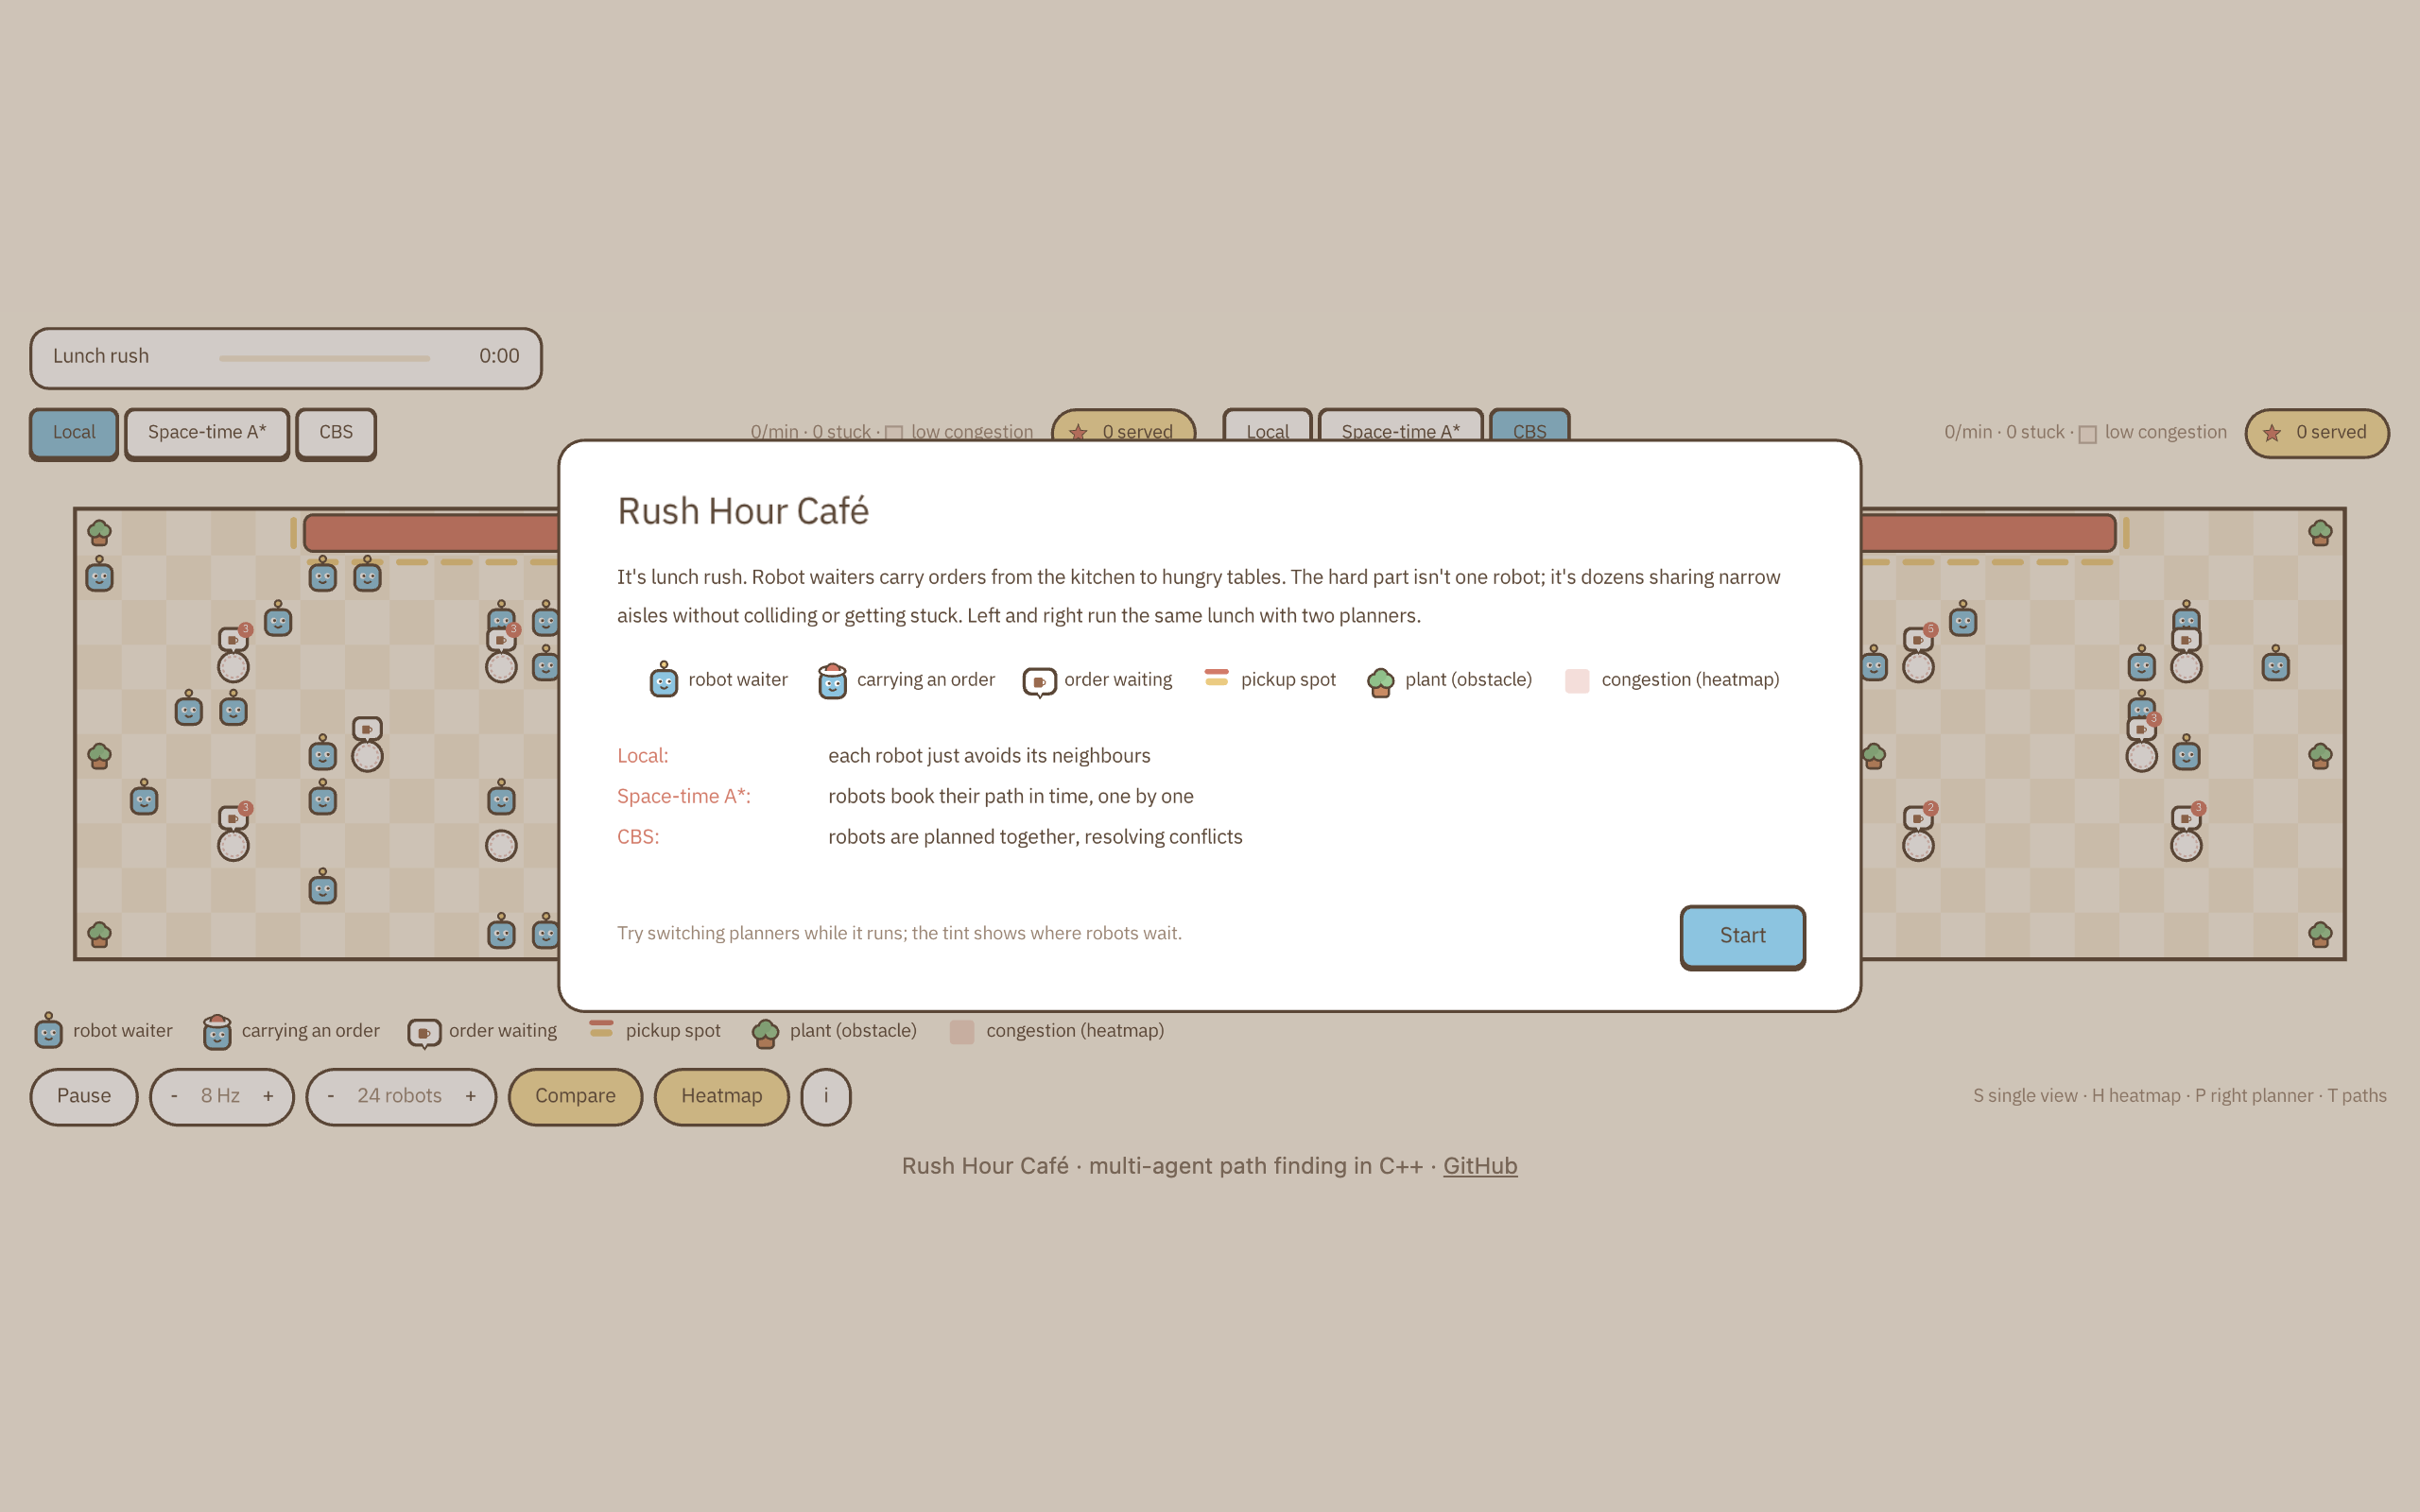 Lunch rush 0:00
Local Space-time A* CBS 0/min · 0 stuck · low congestion 0 served Local Space-time A* CBS 0/min · 0 stuck · low congestion 0 served
Rush Hour Café
It's lunch rush. Robot waiters carry orders from the kitchen to hungry tables. The hard part isn't one robot; it's dozens sharing narrow
aisles without colliding or getting stuck. Left and right run the same lunch with two planners.
robot waiter carrying an order order waiting pickup spot plant (obstacle) congestion (heatmap)
Local: each robot just avoids its neighbours
Space-time A*: robots book their path in time, one by one
CBS: robots are planned together, resolving conflicts
Try switching planners while it runs; the tint shows where robots wait. Start
3 3 3
3 2 3
robot waiter carrying an order order waiting pickup spot plant (obstacle) congestion (heatmap)
Pause - 8 Hz + - 24 robots + Compare Heatmap i S single view · H heatmap · P right planner · T paths
Rush Hour Café · multi-agent path finding in C++ · GitHub